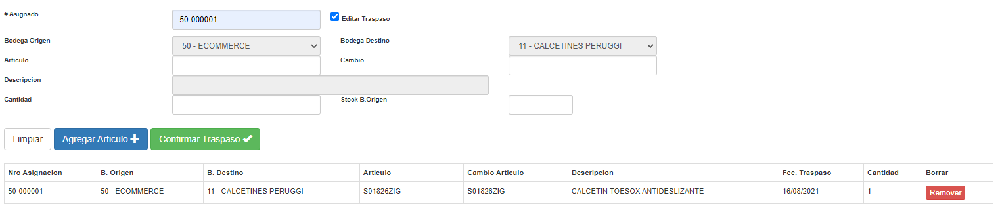 # Asignado 50-000001 Editar Traspaso
Bodega Origen 50 - ECOMMERCE Bodega Destino 11 - CALCETINES PERUGGI
Articulo Cambio
Descripcion
Cantidad Stock B.Origen
Limpiar Agregar Articulo Confirmar Traspaso
Nro Asignacion B. Origen B. Destino Articulo Cambio Articulo Descripcion Fec. Traspaso Cantidad Borrar
50-000001 50 - ECOMMERCE 11 - CALCETINES PERUGGI S01826ZIG S01826ZIG CALCETIN TOESOX ANTIDESLIZANTE 16/08/2021 1 Remover